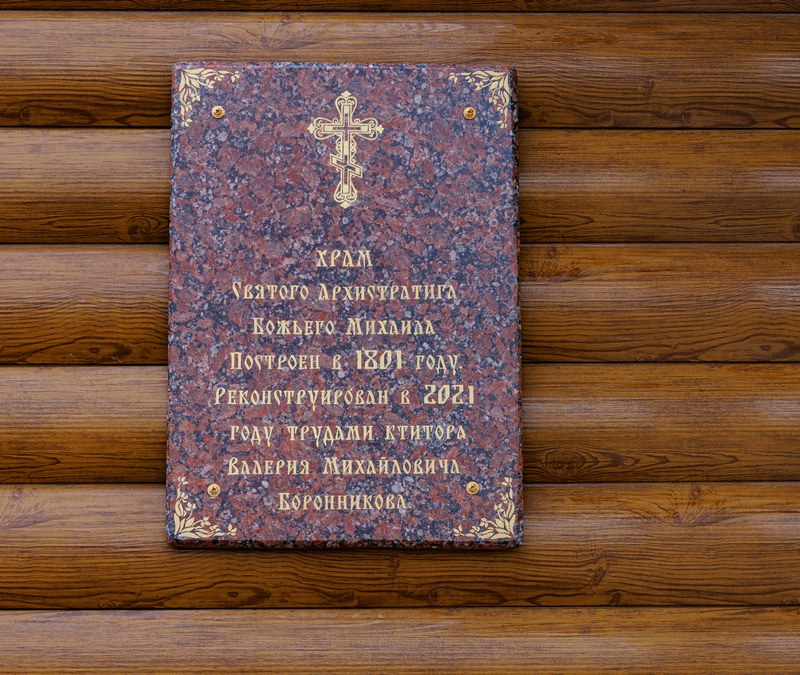 ХРАМ
Святого Архистратига
Божьего Михаила
Построен в 1801 году.
Реконструирован в 2021
году трудами ктитора
Валерия Михайловича
Воронникова.